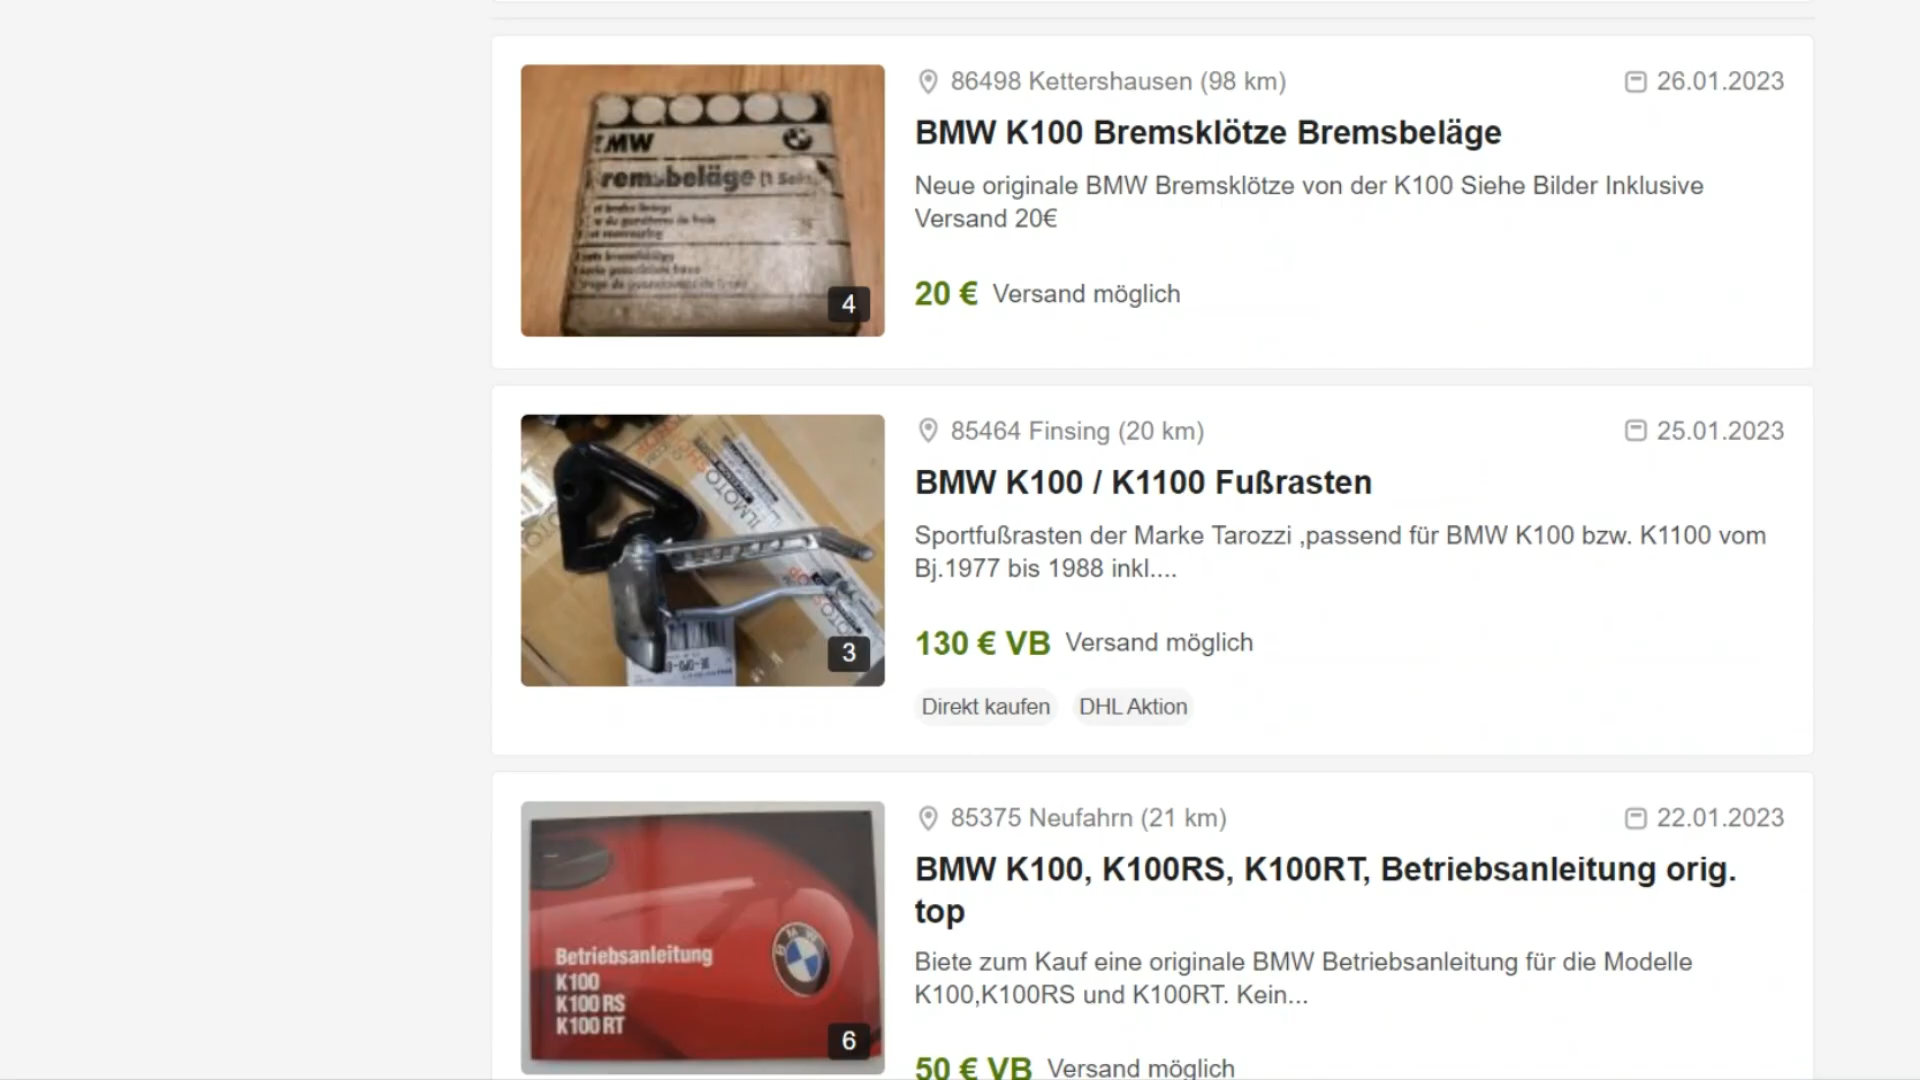 86498 Kettershausen (98 km)
26.01.2023
BMW K100 Bremsklötze Bremsbeläge
Neue originale BMW Bremsklötze von der K100 Siehe Bilder Inklusive
Versand 20€
20 € Versand möglich
MW
Bremsbeläge (1 Satz)
4
85464 Finsing (20 km)
25.01.2023
BMW K100 / K1100 Fußrasten
Sportfußrasten der Marke Tarozzi ,passend für BMW K100 bzw. K1100 vom
Bj.1977 bis 1988 inkl....
130 € VB Versand möglich
Direkt kaufen DHL Aktion
3
85375 Neufahrn (21 km)
22.01.2023
BMW K100, K100RS, K100RT, Betriebsanleitung orig.
top
Biete zum Kauf eine originale BMW Betriebsanleitung für die Modelle
K100,K100RS und K100RT. Kein...
50 € VB Versand möglich
BMW
Betriebsanleitung
K100
K100 RS
K100 RT
6